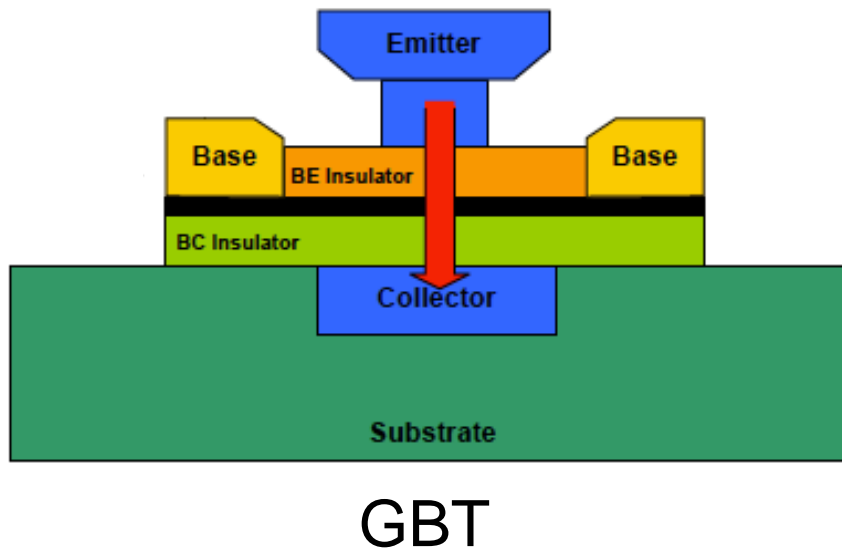 Emitter
Base
Base
BE Insulator
BC Insulator
Collector
Substrate
GBT